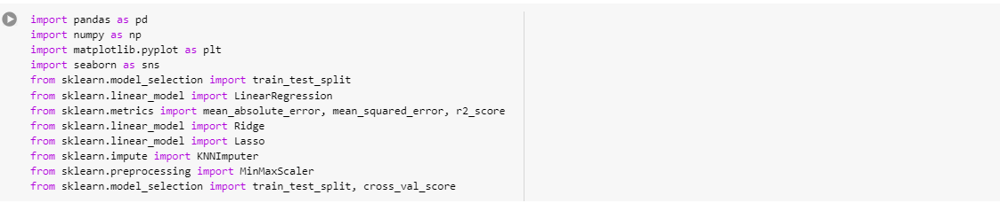 import pandas as pd
import numpy as np
import matplotlib.pyplot as plt
import seaborn as sns
from sklearn.model_selection import train_test_split
from sklearn.linear_model import LinearRegression
from sklearn.metrics import mean_absolute_error, mean_squared_error, r2_score
from sklearn.linear_model import Ridge
from sklearn.linear_model import Lasso
from sklearn.impute import KNNImputer
from sklearn.preprocessing import MinMaxScaler
from sklearn.model_selection import train_test_split, cross_val_score